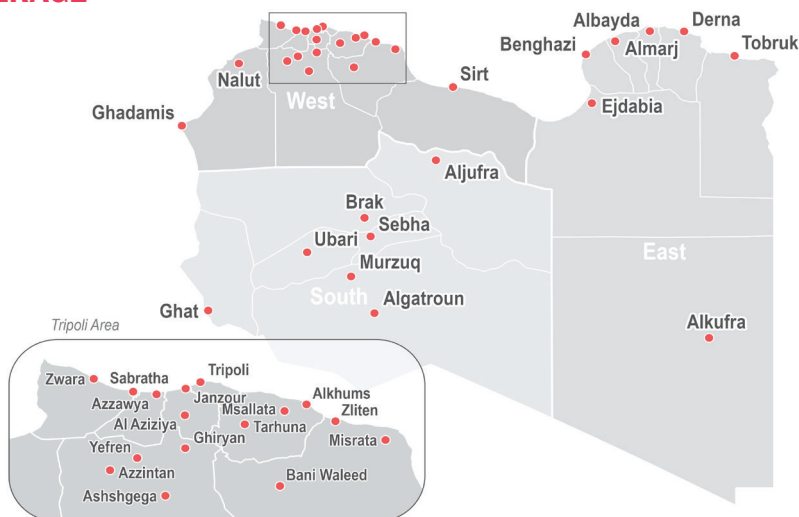 Albayda
Derna
Benghazi
Almarj
Tobruk
Nalut
Sirt
West
Ghadamis
Ejdabia
Aljufra
Brak
Sebha
Ubari
East
Murzuq
South
Algatroun
Ghat
Alkufra
Tripoli Area
Zwara
Sabratha
Tripoli
Azzawya
Janzour
Alkhums
Msallata
Zliten
Al Aziziya
Tarhuna
Ghiryan
Misrata
Yefren
Azzintan
Bani Waleed
Ashshgega